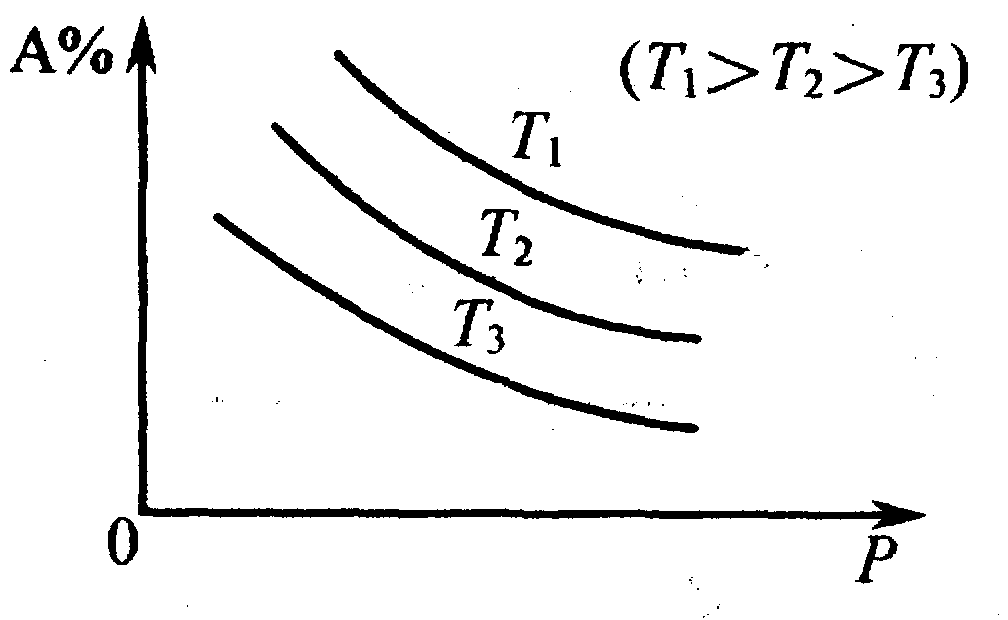 A%
(T₁>T₂>T₃)
T₁
T₂
T₃
0
P